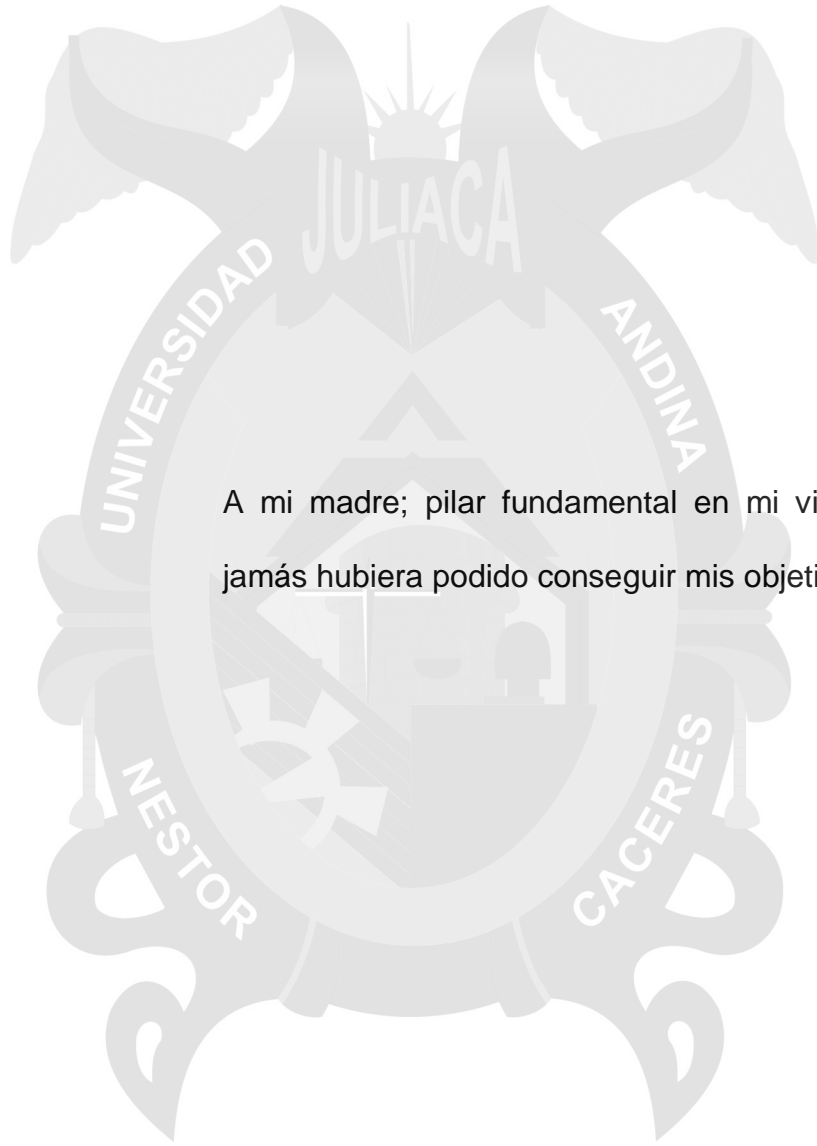 JULIACA
UNIVERSIDAD
ANDINA
A mi madre; pilar fundamental en mi
jamás hubiera podido conseguir mis
NESTOR
CACERES